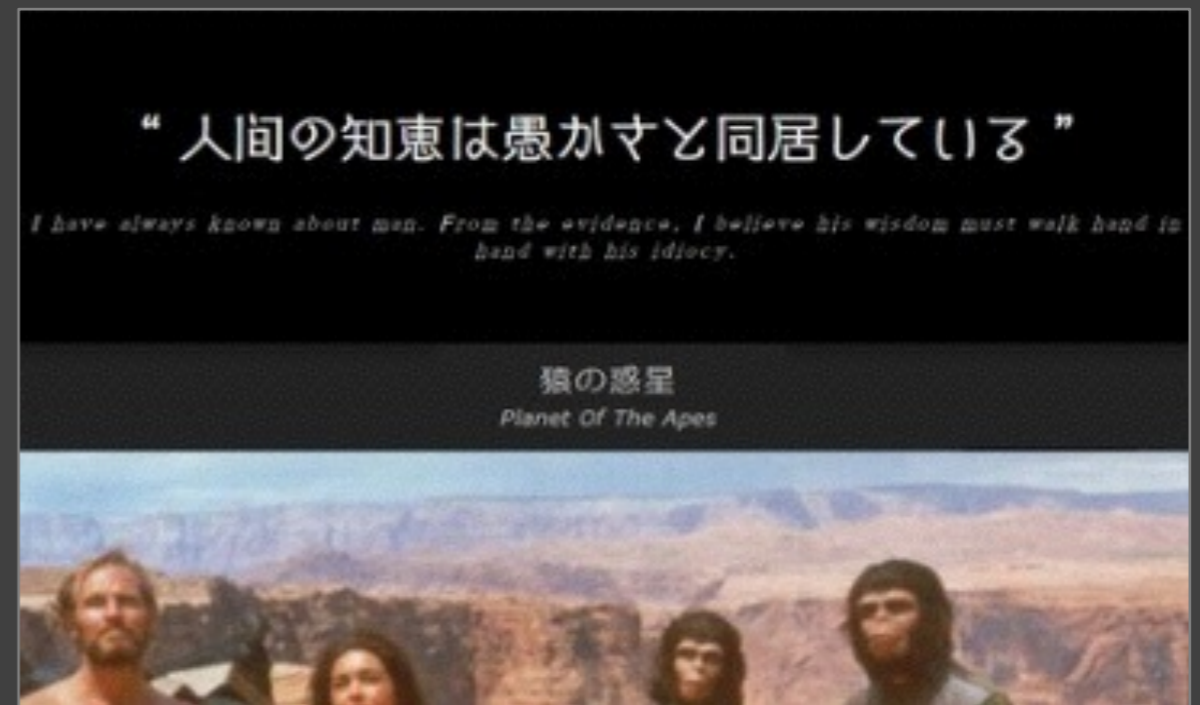 “ 人間の知恵は愚かさと同居している ”
I have always known about man. From the evidence, I believe his wisdom must walk hand in
hand with his idiocy.
猿の惑星
Planet Of The Apes